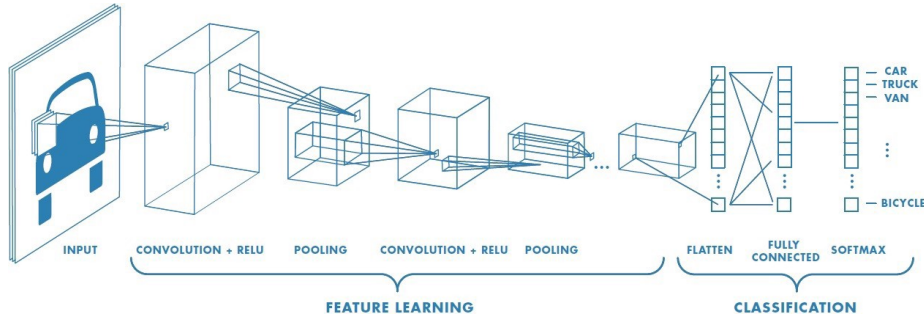 CAR
TRUCK
VAN
BICYCLE
INPUT
CONVOLUTION + RELU
POOLING
CONVOLUTION + RELU
POOLING
FLATTEN
FULLY
CONNECTED
SOFTMAX
FEATURE LEARNING
CLASSIFICATION